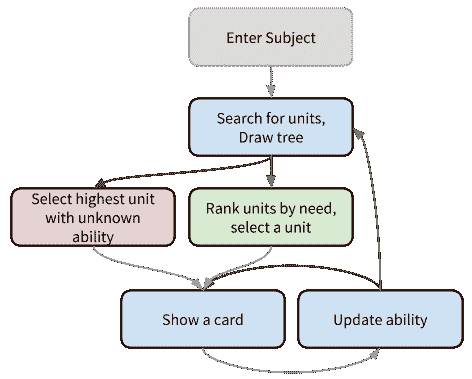 Enter Subject
Search for units,
Draw tree
Select highest unit
with unknown
ability
Rank units by need,
select a unit
Show a card
Update ability